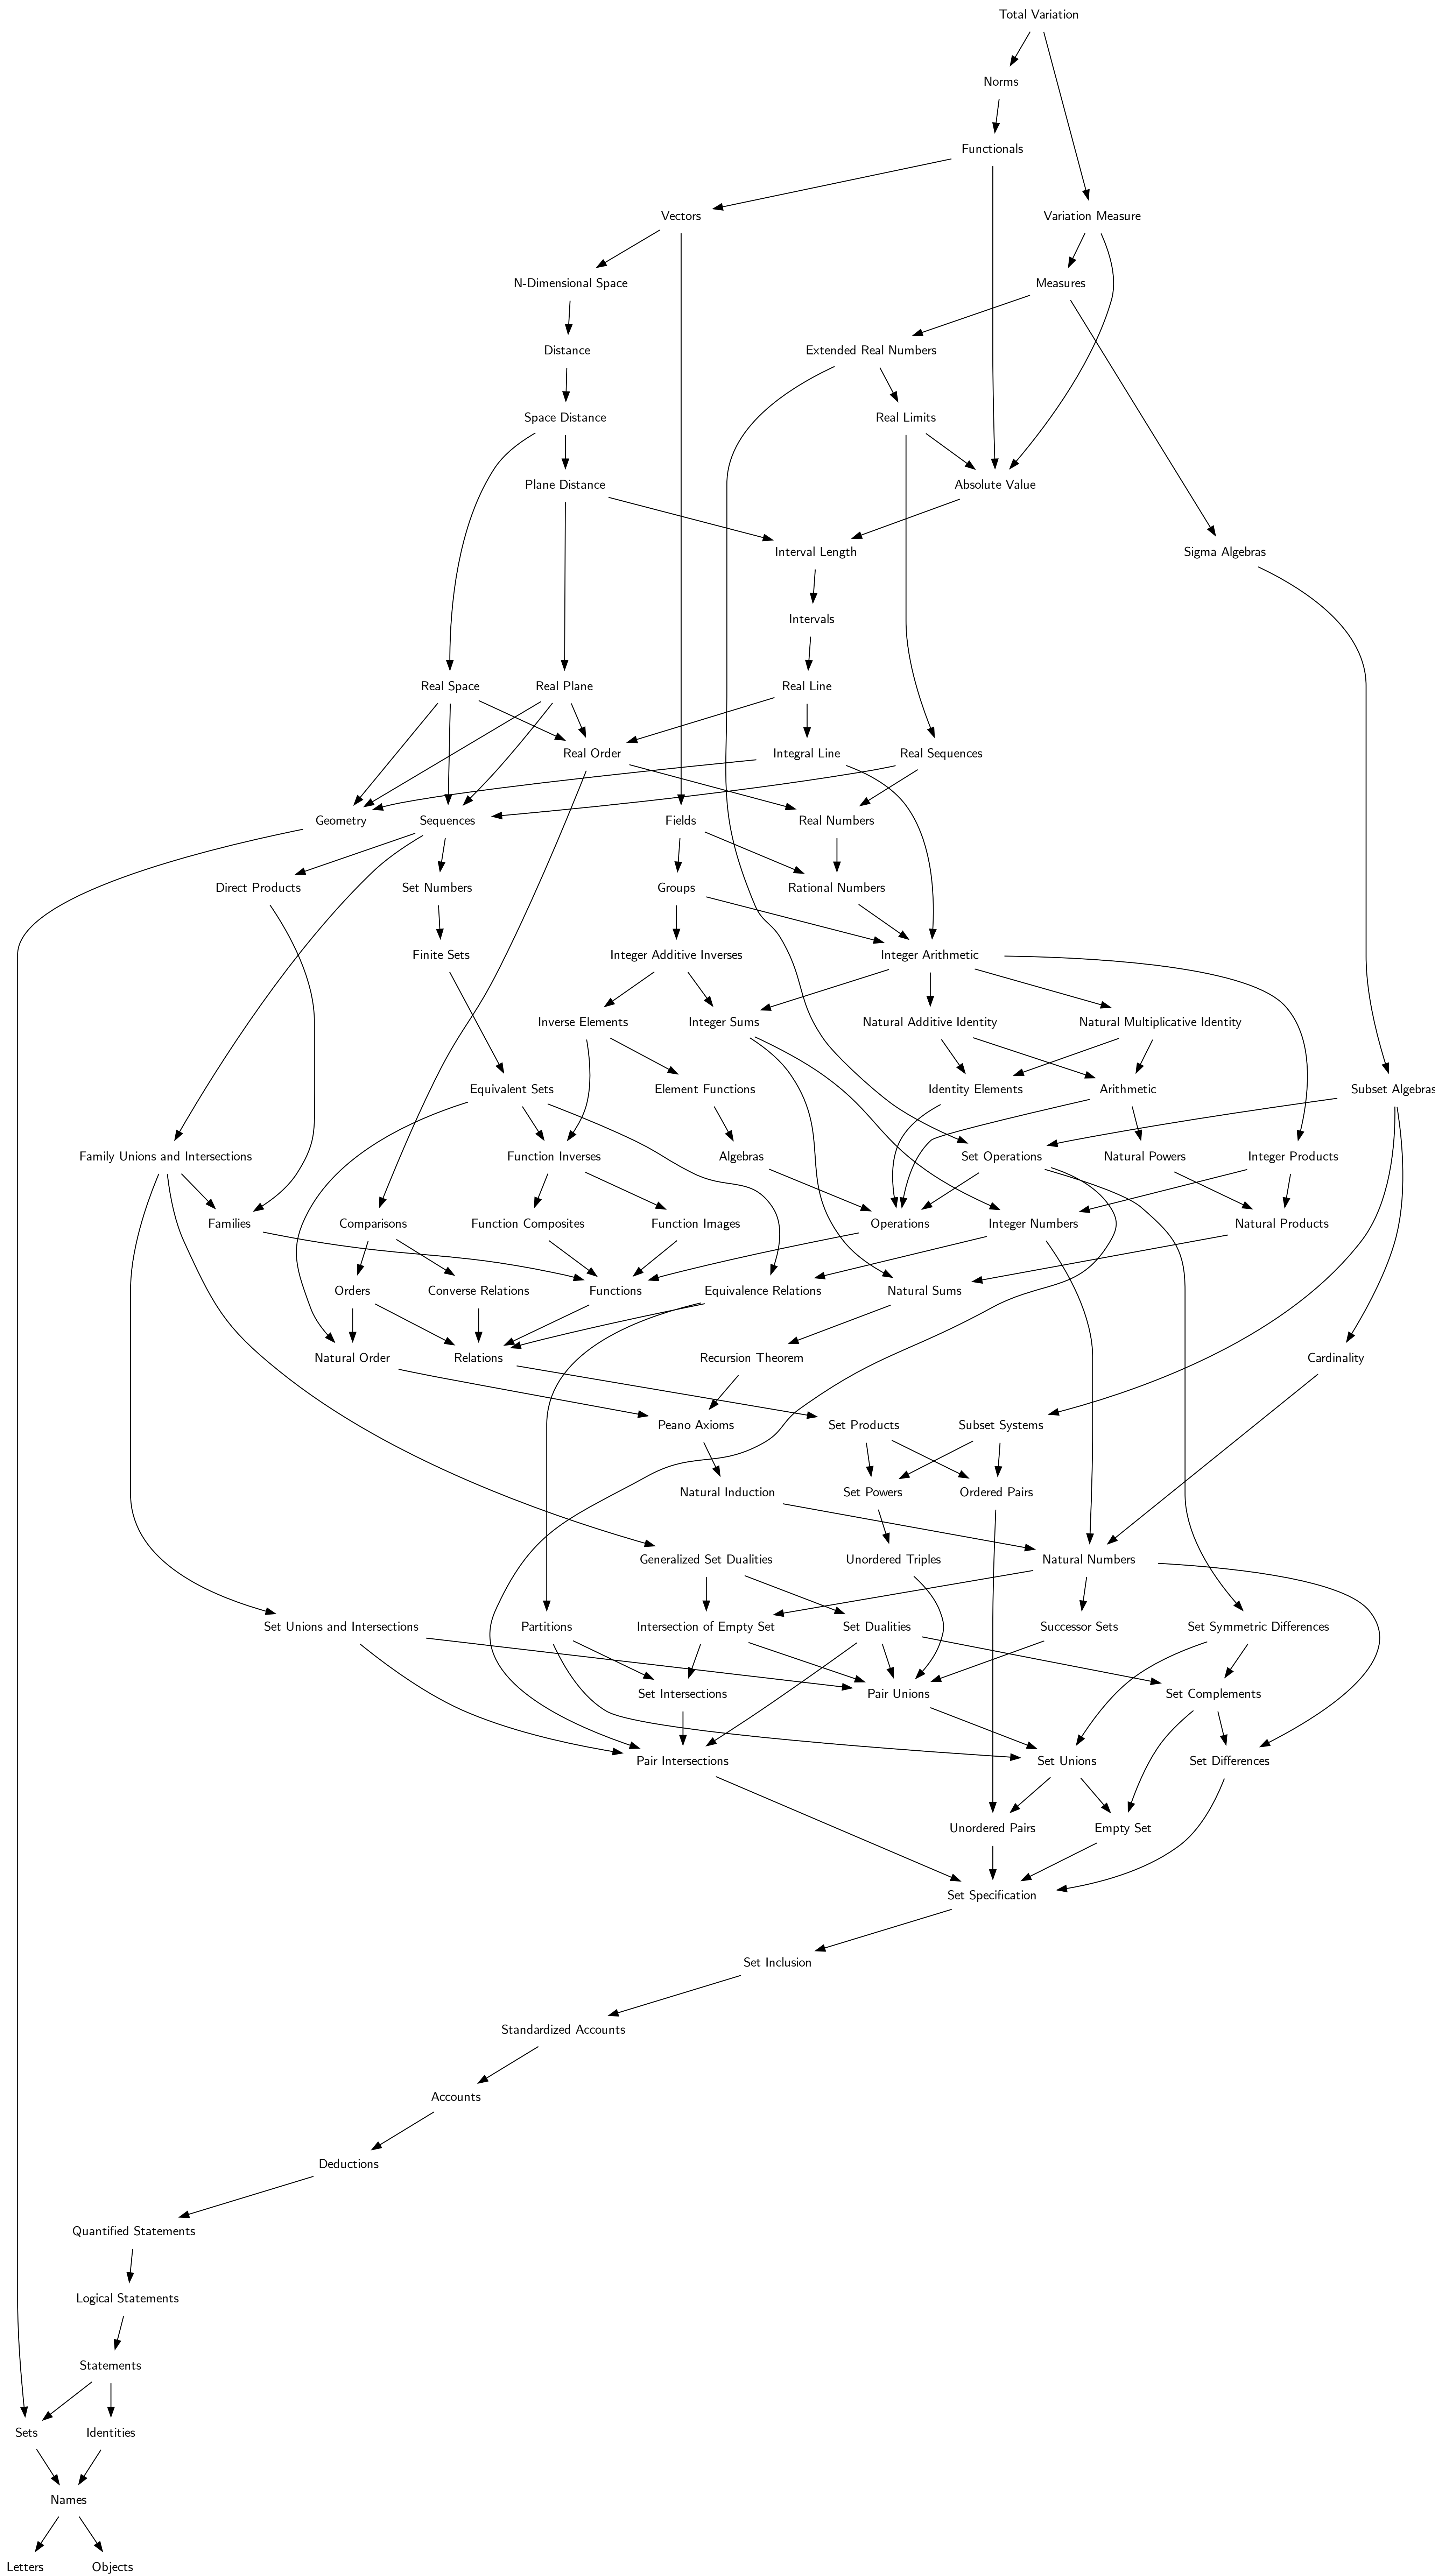 Total Variation
Norms
Functionals
Vectors
Variation Measure
N-Dimensional Space
Measures
Distance
Extended Real Numbers
Space Distance
Real Limits
Plane Distance
Absolute Value
Interval Length
Sigma Algebras
Intervals
Real Space
Real Plane
Real Line
Real Order
Integral Line
Real Sequences
Geometry
Sequences
Fields
Real Numbers
Direct Products
Set Numbers
Groups
Rational Numbers
Finite Sets
Integer Additive Inverses
Integer Arithmetic
Inverse Elements
Integer Sums
Natural Additive Identity
Natural Multiplicative Identity
Equivalent Sets
Element Functions
Identity Elements
Arithmetic
Subset Algebras
Family Unions and Intersections
Function Inverses
Algebras
Set Operations
Natural Powers
Integer Products
Families
Comparisons
Function Composites
Function Images
Operations
Integer Numbers
Natural Products
Orders
Converse Relations
Functions
Equivalence Relations
Natural Sums
Natural Order
Relations
Recursion Theorem
Cardinality
Peano Axioms
Set Products
Subset Systems
Natural Induction
Set Powers
Ordered Pairs
Generalized Set Dualities
Unordered Triples
Natural Numbers
Set Unions and Intersections
Partitions
Intersection of Empty Set
Set Dualities
Successor Sets
Set Symmetric Differences
Set Intersections
Pair Unions
Set Complements
Pair Intersections
Set Unions
Set Differences
Unordered Pairs
Empty Set
Set Specification
Set Inclusion
Standardized Accounts
Accounts
Deductions
Quantified Statements
Logical Statements
Statements
Sets
Identities
Names
Letters
Objects